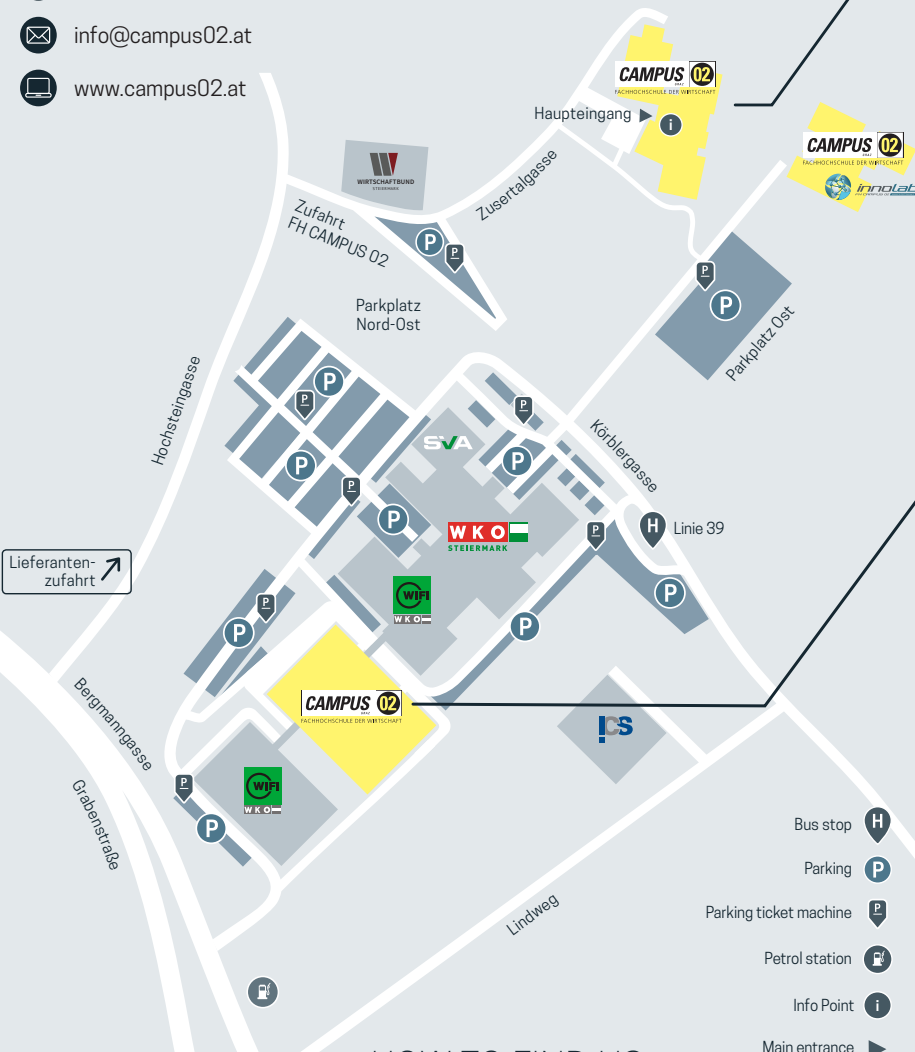 info@campus02.at
www.campus02.at
CAMPUS 02
FACHHOCHSCHULE DER WIRTSCHAFT
Haupteingang
i
CAMPUS 02
FACHHOCHSCHULE DER WIRTSCHAFT
innolab
WIRTSCHAFTBUND
STEIERMARK
Zusertalgasse
Zufahrt
FH CAMPUS 02
P
P
P
P
Parkplatz
Nord-Ost
Parkplatz Ost
Hochsteingasse
P
P
P
Körblergasse
SVA
P
P
P
P
WKO
STEIERMARK
P
H
Linie 39
Lieferanten-
zufahrt
WIFI
WKO
P
P
P
P
CAMPUS 02
FACHHOCHSCHULE DER WIRTSCHAFT
Bergmanngasse
ICS
WIFI
WKO
P
P
Grabenstraße
Lindweg
Bus stop H
Parking P
Parking ticket machine P
Petrol station
Info Point i
Main entrance